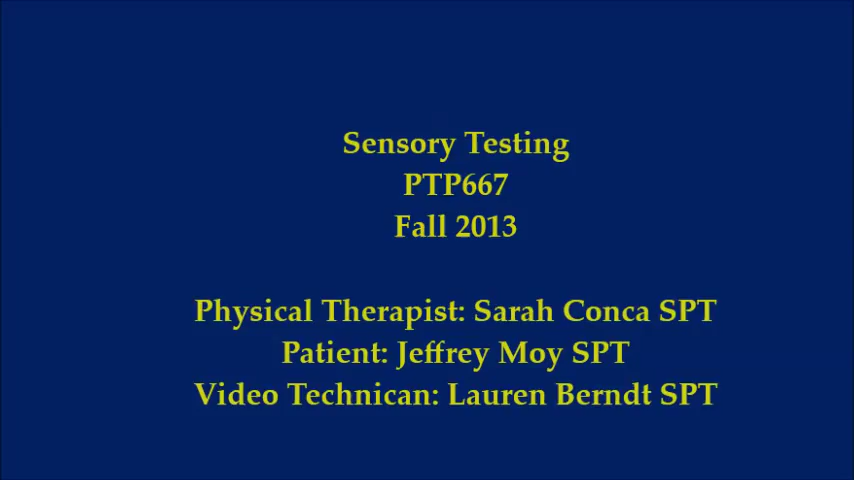 Sensory Testing
PTP667
Fall 2013
Physical Therapist: Sarah Conca SPT
Patient: Jeffrey Moy SPT
Video Technican: Lauren Berndt SPT